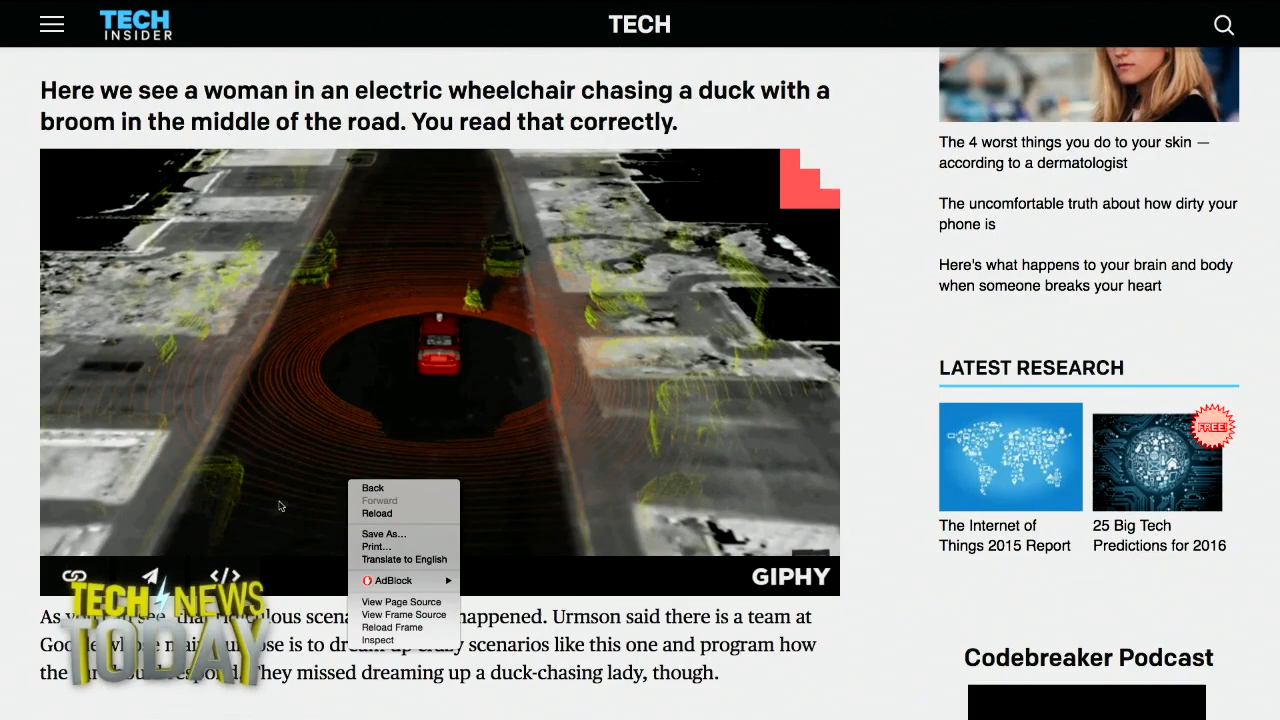 TECH
INSIDER
TECH
Here we see a woman in an electric wheelchair chasing a duck with a
broom in the middle of the road. You read that correctly.
GIPHY
Back
Forward
Reload
Save As...
Print...
Translate to English
AdBlock
View Page Source
View Frame Source
Reload Frame
Inspect
TECH NEWS
TODAY
As happened. Urmson said there is a team at
is to scenarios like this one and program how
the They missed dreaming up a duck-chasing lady, though.
The 4 worst things you do to your skin —
according to a dermatologist
The uncomfortable truth about how dirty your
phone is
Here's what happens to your brain and body
when someone breaks your heart
LATEST RESEARCH
FREE!
The Internet of
Things 2015 Report
25 Big Tech
Predictions for 2016
Codebreaker Podcast